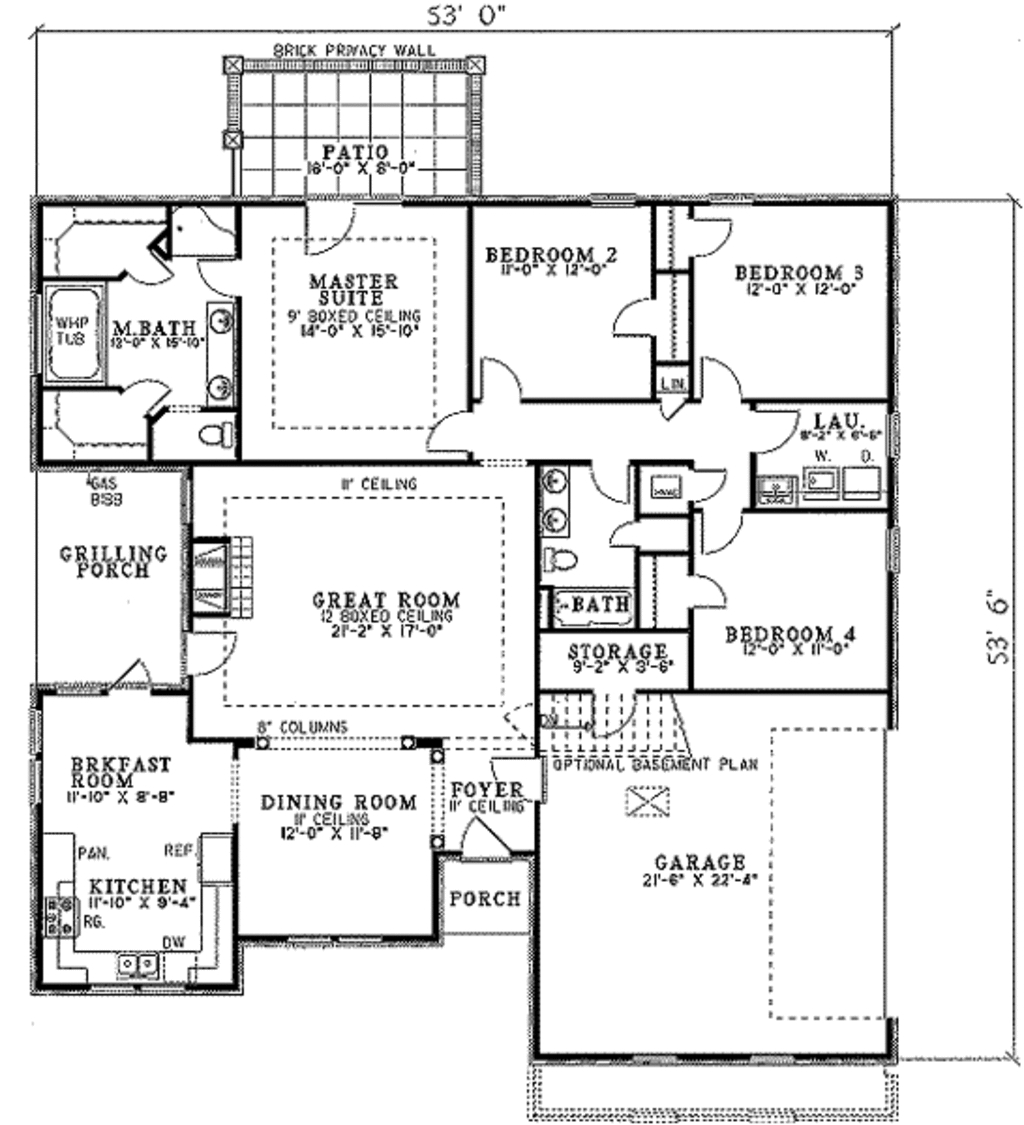 53' 0"
BRICK PRIVACY WALL
PATIO
16'-0" X 8'-0"
MASTER
SUITE
9' BOXED CEILING
14'-0" X 15'-10"
BEDROOM 2
11'-0" X 12'-0"
BEDROOM 3
12'-0" X 12'-0"
WHP
TUB
M.BATH
12'-0" X 15'-10"
LIN.
LAU.
8'-2" X 6'-6"
W.
D.
GAS
BIBB
11' CEILING
GRILLING
PORCH
GREAT ROOM
12 BOXED CEILING
21'-2" X 17'-0"
BATH
BEDROOM 4
12'-0" X 11'-0"
STORAGE
9'-2" X 3'-6"
53' 6"
8" COLUMNS
DN
OPTIONAL BASEMENT PLAN
BRKFAST
ROOM
11'-10" X 8'-8"
DINING ROOM
11' CEILING
12'-0" X 11'-8"
FOYER
11' CEILING
PAN.
REF.
KITCHEN
11'-10" X 9'-4"
RG.
DW
PORCH
GARAGE
21'-6" X 22'-4"